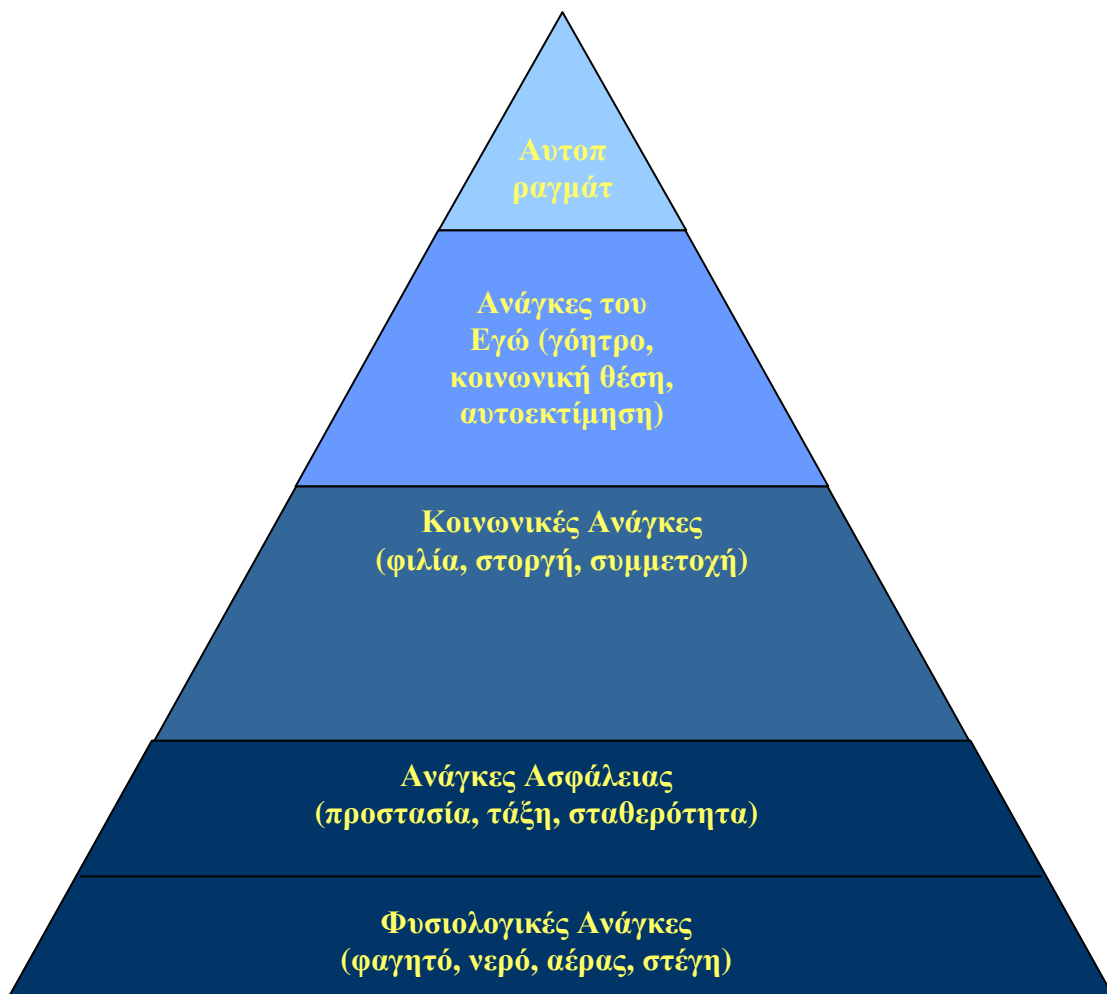 Αυτοπ
ραγμάτ
Ανάγκες του
Εγώ (γόητρο,
κοινωνική θέση,
αυτοεκτίμηση)
Κοινωνικές Ανάγκες
(φιλία, στοργή, συμμετοχή)
Ανάγκες Ασφάλειας
(προστασία, τάξη, σταθερότητα)
Φυσιολογικές Ανάγκες
(φαγητό, νερό, αέρας, στέγη)